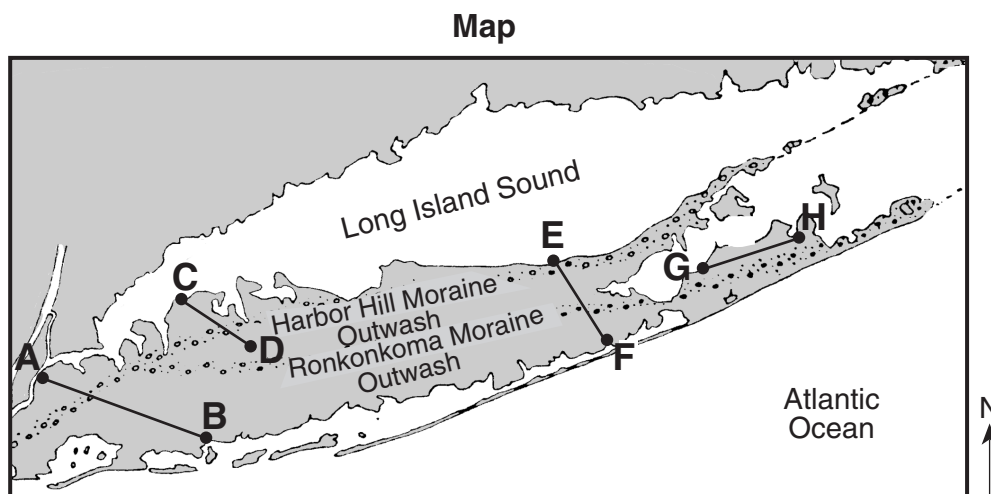 Map
Long Island Sound
E
H
C
G
Harbor Hill Moraine
Outwash
D
Ronkonkoma Moraine
Outwash
F
A
B
Atlantic
Ocean
N